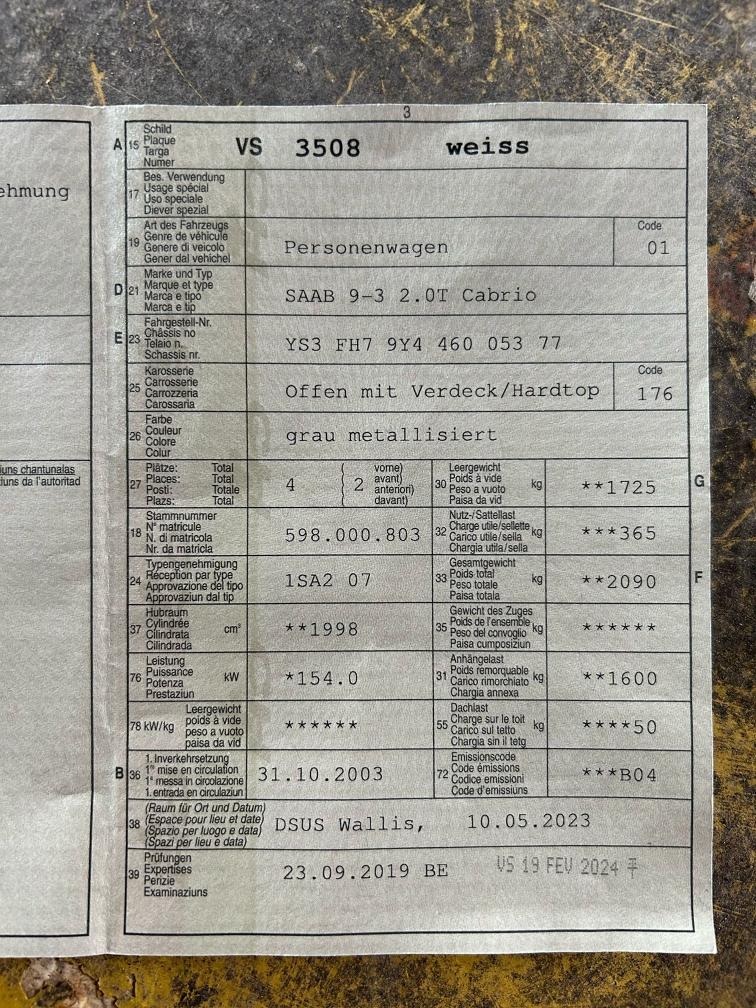 3
ehmung
iuns chantunalas
tiuns da l'autoritad
A 15 Schild
Plaque
Targa
Numer
VS 3508 weiss
17 Bes. Verwendung
Usage spécial
Uso speciale
Diever spezial
19 Art des Fahrzeugs
Genre de véhicule
Genere di veicolo
Gener dal vehichel
Personenwagen
Code
01
D 21 Marke und Typ
Marque et type
Marca e tipo
Marca e tip
SAAB 9-3 2.0T Cabrio
E 23 Fahrgestell-Nr.
Châssis no
Telaio n.
Schassis nr.
YS3 FH7 9Y4 460 053 77
25 Karosserie
Carrosserie
Carrozzeria
Carossaria
Offen mit Verdeck/Hardtop
Code
176
26 Farbe
Couleur
Colore
Colur
grau metallisiert
27 Plätze: Total
Places: Total
Posti: Totale
Plazs: Total
4 ( 2 vorne)
avant)
anteriori)
davant)
30 Leergewicht
Poids à vide
Peso a vuoto
Paisa da vid
kg
**1725
G
18 Stammnummer
N° matricule
N. di matricola
Nr. da matricla
598.000.803
32 Nutz-/Sattellast
Charge utile/sellette
Carico utile/sella
Chargia utila/sella
kg
***365
24 Typengenehmigung
Réception par type
Approvazione del tipo
Approvaziun dal tip
1SA2 07
33 Gesamtgewicht
Poids total
Peso totale
Paisa totala
kg
**2090
F
37 Hubraum
Cylindrée
Cilindrata
Cilindrada
cm³
**1998
35 Gewicht des Zuges
Poids de l'ensemble
Peso del convoglio
Paisa cumposiziun
kg
******
76 Leistung
Puissance
Potenza
Prestaziun
kW
*154.0
31 Anhängelast
Poids remorquable
Carico rimorchiato
Chargia annexa
kg
**1600
78 kW/kg
Leergewicht
poids à vide
peso a vuoto
paisa da vid
******
55 Dachlast
Charge sur le toit
Carico sul tetto
Chargia sin il tetg
kg
****50
B 36 1. Inverkehrsetzung
1re mise en circulation
1a messa in circolazione
1. entrada en circulaziun
31.10.2003
72 Emissionscode
Code émissions
Codice emissioni
Code d'emissiuns
***B04
38 (Raum für Ort und Datum)
(Espace pour lieu et date)
(Spazio per luogo e data)
(Spazi per lieu e data)
DSUS Wallis, 10.05.2023
39 Prüfungen
Expertises
Perizie
Examinaziuns
23.09.2019 BE
VS 19 FEV 2024